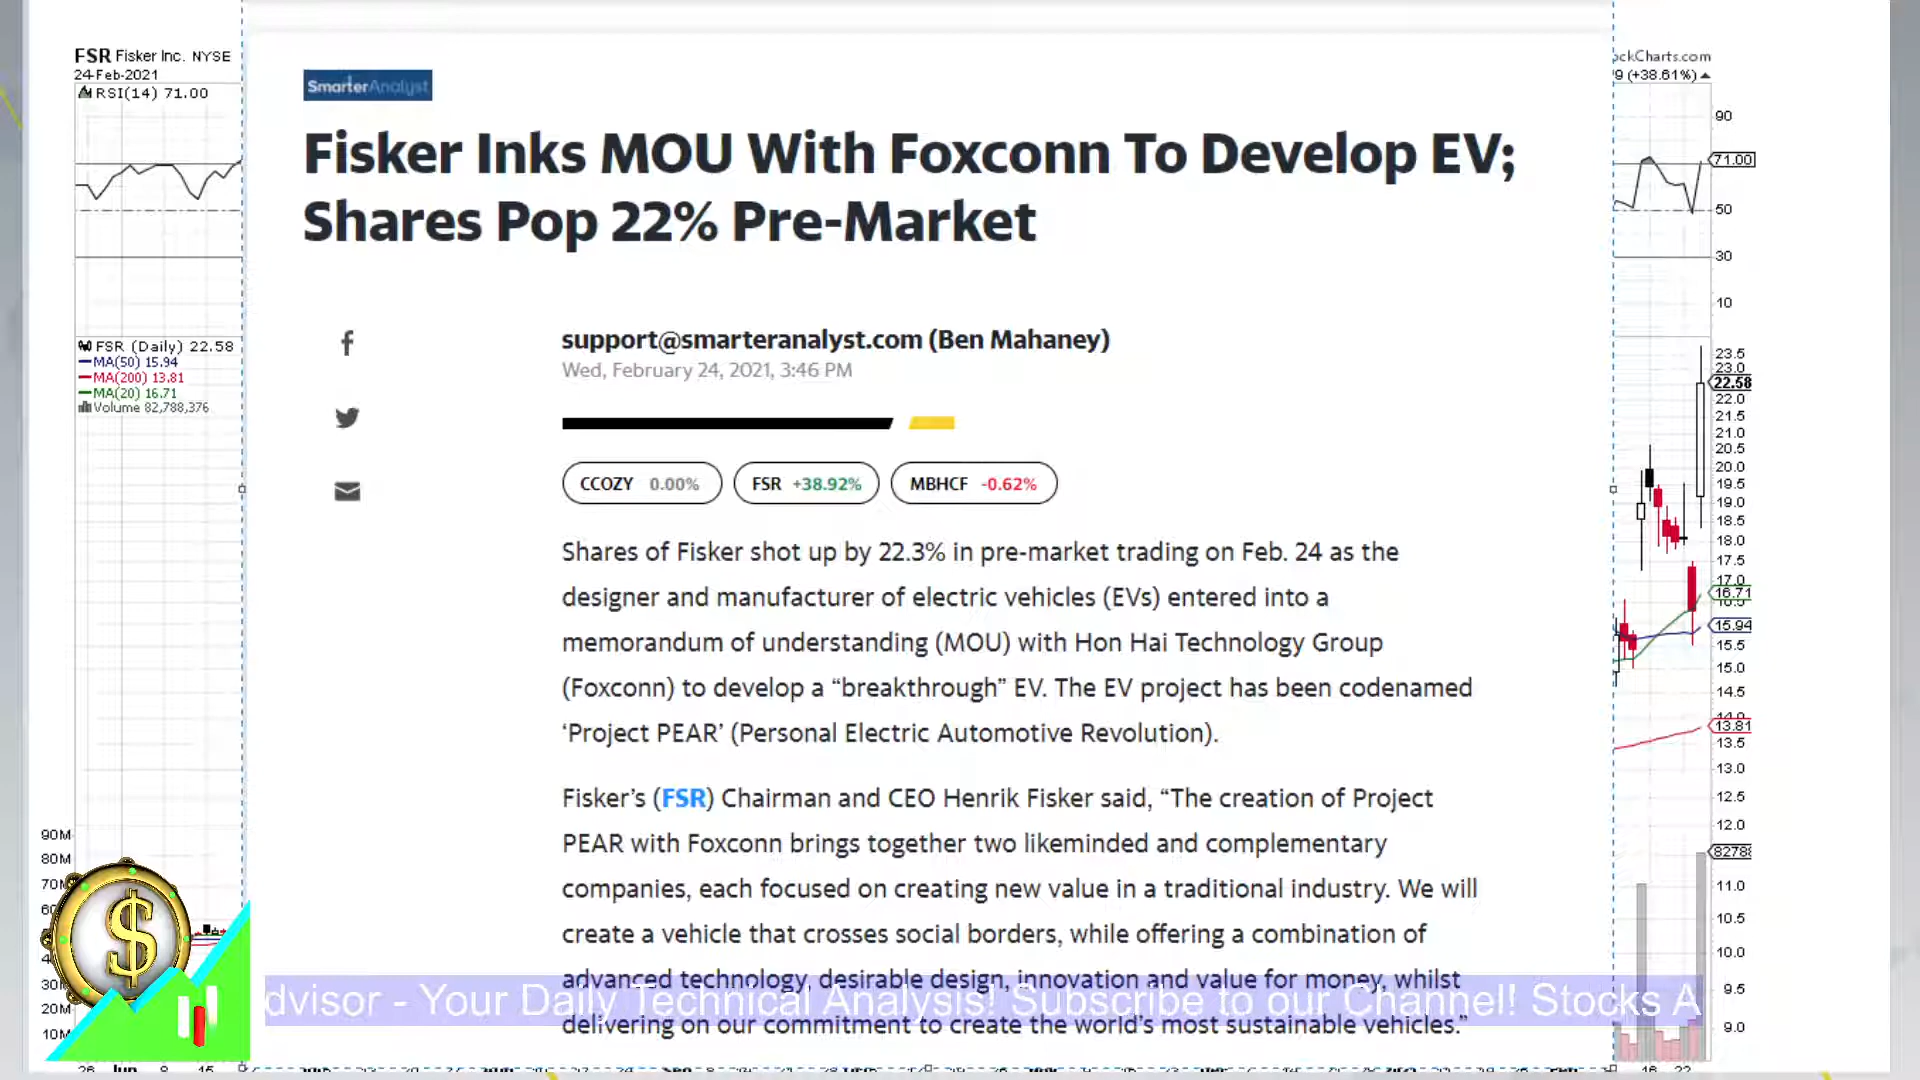 FSR Fisker Inc. NYSE
24-Feb-2021
RSI(14) 71.00
FSR (Daily) 22.58
MA(50) 15.94
MA(200) 13.81
MA(20) 16.71
Volume 82,788,376
90M
80M
20M
10M
SmarterAnalyst
Fisker Inks MOU With Foxconn To Develop EV;
Shares Pop 22% Pre-Market
support@smarteranalyst.com (Ben Mahaney)
Wed, February 24, 2021, 3:46 PM
CCOZY 0.00%
FSR +38.92%
MBHCF -0.62%
Shares of Fisker shot up by 22.3% in pre-market trading on Feb. 24 as the
designer and manufacturer of electric vehicles (EVs) entered into a
memorandum of understanding (MOU) with Hon Hai Technology Group
(Foxconn) to develop a “breakthrough” EV. The EV project has been codenamed
‘Project PEAR’ (Personal Electric Automotive Revolution).
Fisker’s (FSR) Chairman and CEO Henrik Fisker said, “The creation of Project
PEAR with Foxconn brings together two likeminded and complementary
companies, each focused on creating new value in a traditional industry. We will
create a vehicle that crosses social borders, while offering a combination of
advanced technology, desirable design, innovation and value for money, whilst
delivering on our commitment to create the world’s most sustainable vehicles.”
dvisor - Your Daily Technical Analysis! Subscribe to our Channel! Stocks A
ckCharts.com
9 (+38.61%)
90
71.00
50
30
10
23.5
23.0
22.58
22.0
21.5
21.0
20.5
20.0
19.5
19.0
18.5
18.0
17.5
17.0
16.71
15.94
15.5
15.0
14.5
13.81
13.5
13.0
12.5
12.0
8278
11.0
10.5
10.0
9.5
9.0
16 22